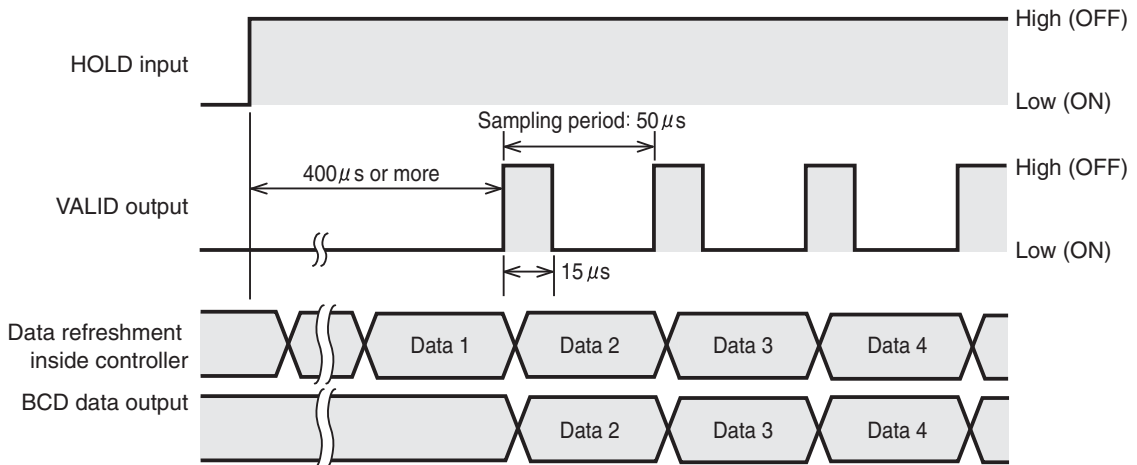 High (OFF)
HOLD input
Low (ON)
Sampling period: 50μs
High (OFF)
400μs or more
VALID output
Low (ON)
15μs
Data refreshment
inside controller
Data 1 Data 2 Data 3 Data 4
BCD data output
Data 2 Data 3 Data 4